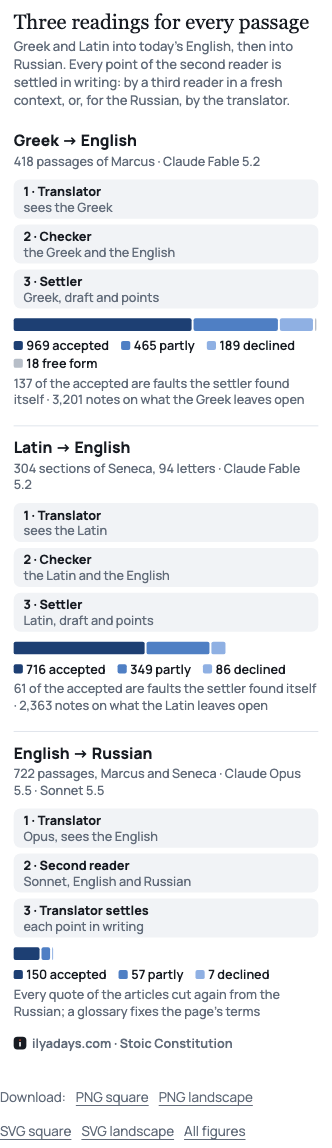 Three readings for every passage
Greek and Latin into today's English, then into
Russian. Every point of the second reader is
settled in writing: by a third reader in a fresh
context, or, for the Russian, by the translator.
Greek → English
418 passages of Marcus · Claude Fable 5.2
1 · Translator
sees the Greek
2 · Checker
the Greek and the English
3 · Settler
Greek, draft and points
969 accepted 465 partly 189 declined
18 free form
137 of the accepted are faults the settler found
itself · 3,201 notes on what the Greek leaves open
Latin → English
304 sections of Seneca, 94 letters · Claude Fable
5.2
1 · Translator
sees the Latin
2 · Checker
the Latin and the English
3 · Settler
Latin, draft and points
716 accepted 349 partly 86 declined
61 of the accepted are faults the settler found itself
· 2,363 notes on what the Latin leaves open
English → Russian
722 passages, Marcus and Seneca · Claude Opus
5.5 · Sonnet 5.5
1 · Translator
Opus, sees the English
2 · Second reader
Sonnet, English and Russian
3 · Translator settles
each point in writing
150 accepted 57 partly 7 declined
Every quote of the articles cut again from the
Russian; a glossary fixes the page's terms
i ilyadays.com · Stoic Constitution
Download: PNG square PNG landscape
SVG square SVG landscape All figures